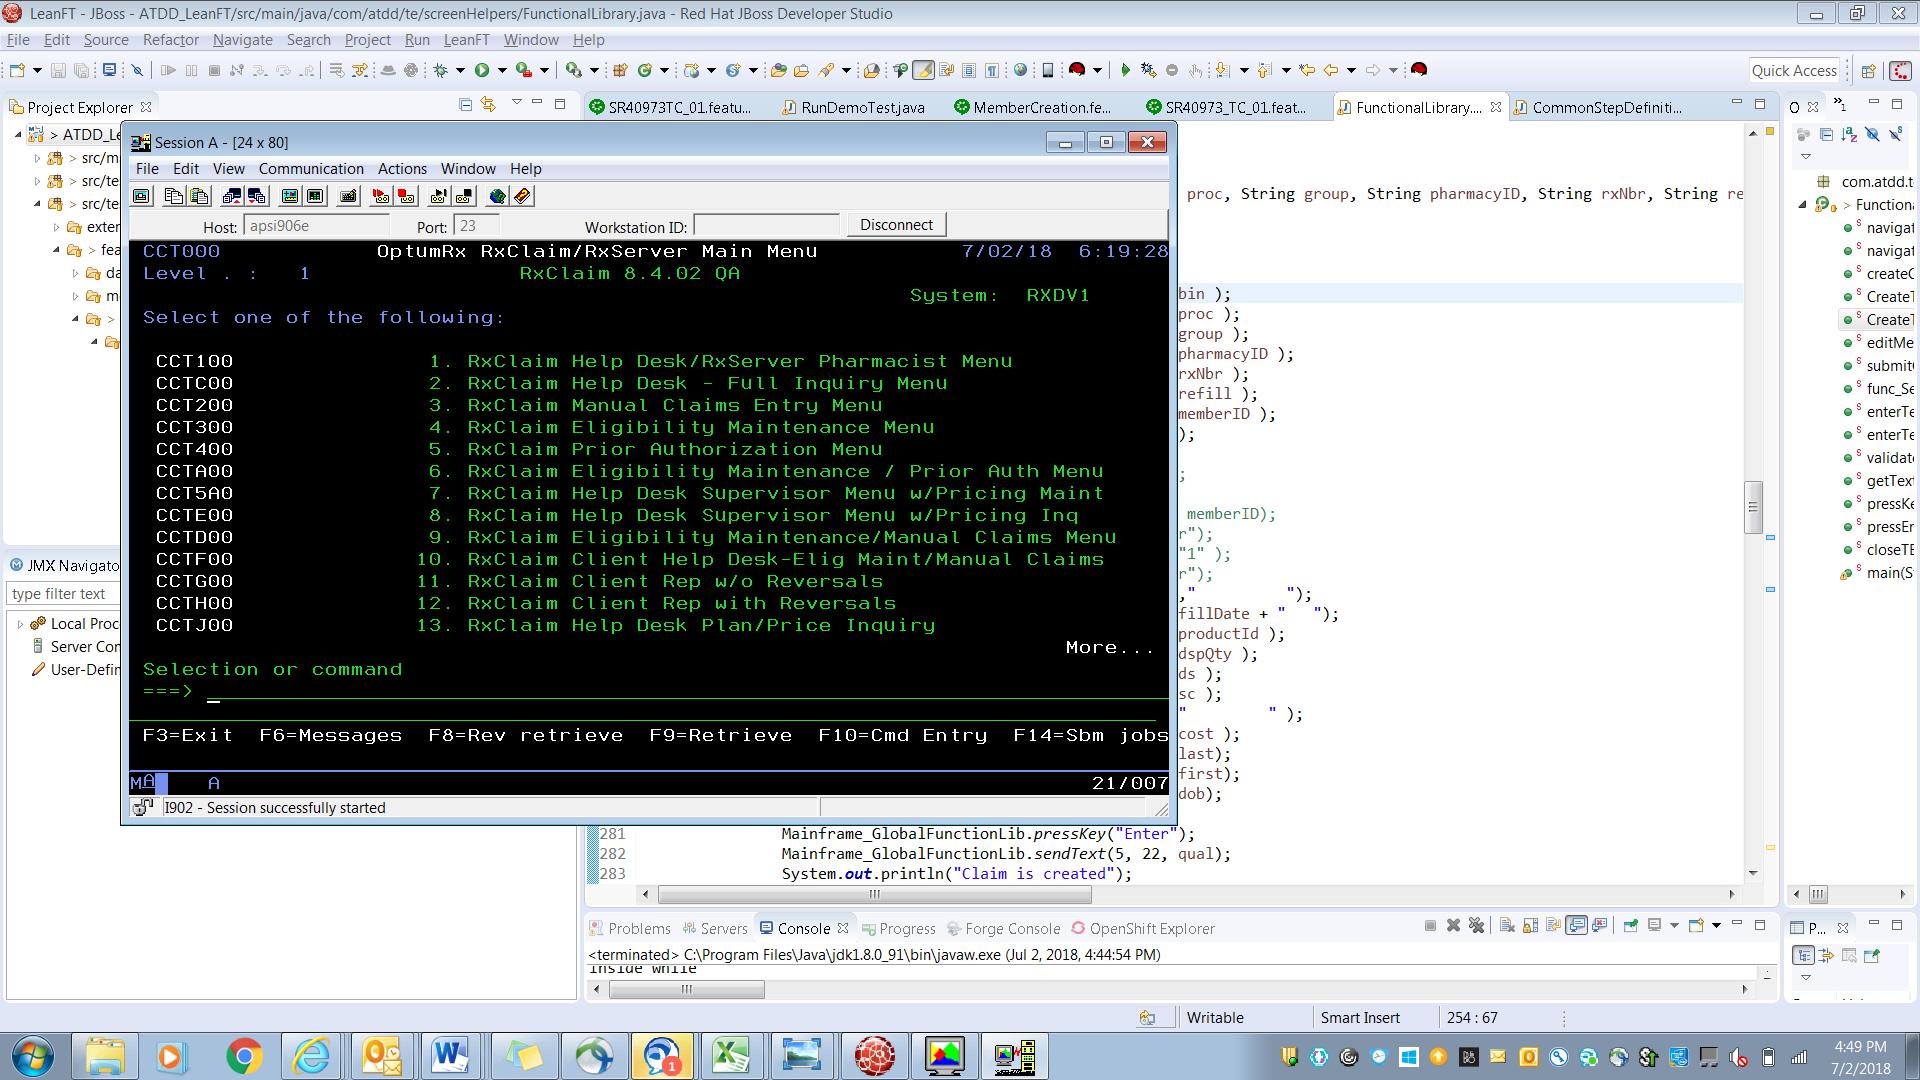 LeanFT - JBoss - ATDD_LeanFT/src/main/java/com/atdd/te/screenHelpers/FunctionalLibrary.java - Red Hat JBoss Developer Studio
File Edit Source Refactor Navigate Search Project Run LeanFT Window Help
Quick Access
Project Explorer
SR40973TC_01.featu... RunDemoTest.java MemberCreation.fe... SR40973_TC_01.feat... FunctionalLibrary.... CommonStepDefiniti...
> ATDD_Le
> src/m
> src/te
> src/te
exter
> fea
da
m
>
JMX Navigato
type filter text
Local Proc
Server Con
User-Defin
Session A - [24 x 80]
File Edit View Communication Actions Window Help
Host: apsi906e Port: 23 Workstation ID: Disconnect
CCT000 OptumRx RxClaim/RxServer Main Menu 7/02/18 6:19:28
Level . : 1 RxClaim 8.4.02 QA
System: RXDV1
Select one of the following:
CCT100 1. RxClaim Help Desk/RxServer Pharmacist Menu
CCTC00 2. RxClaim Help Desk - Full Inquiry Menu
CCT200 3. RxClaim Manual Claims Entry Menu
CCT300 4. RxClaim Eligibility Maintenance Menu
CCT400 5. RxClaim Prior Authorization Menu
CCTA00 6. RxClaim Eligibility Maintenance / Prior Auth Menu
CCT5A0 7. RxClaim Help Desk Supervisor Menu w/Pricing Maint
CCTE00 8. RxClaim Help Desk Supervisor Menu w/Pricing Inq
CCTD00 9. RxClaim Eligibility Maintenance/Manual Claims Menu
CCTF00 10. RxClaim Client Help Desk-Elig Maint/Manual Claims
CCTG00 11. RxClaim Client Rep w/o Reversals
CCTH00 12. RxClaim Client Rep with Reversals
CCTJ00 13. RxClaim Help Desk Plan/Price Inquiry
More...
Selection or command
===>
F3=Exit F6=Messages F8=Rev retrieve F9=Retrieve F10=Cmd Entry F14=Sbm jobs
MA A 21/007
I902 - Session successfully started
proc, String group, String pharmacyID, String rxNbr, String re
bin );
proc );
group );
pharmacyID );
rxNbr );
refill );
memberID );
);
;
memberID);
r");
"1" );
r");
," ");
fillDate + " ");
productId );
dspQty );
ds );
sc );
" " );
cost );
last);
first);
dob);
281 Mainframe_GlobalFunctionLib.pressKey("Enter");
282 Mainframe_GlobalFunctionLib.sendText(5, 22, qual);
283 System.out.println("Claim is created");
com.atdd.t
> Functiona
navigat
navigat
createC
CreateT
CreateT
editMe
submit
func_Se
enterTe
enterTe
validat
getText
pressKe
pressEn
closeTE
main(S
Problems Servers Console Progress Forge Console OpenShift Explorer
<terminated> C:\Program Files\Java\jdk1.8.0_91\bin\javaw.exe (Jul 2, 2018, 4:44:54 PM)
inside while
P...
Writable Smart Insert 254 : 67
4:49 PM
7/2/2018